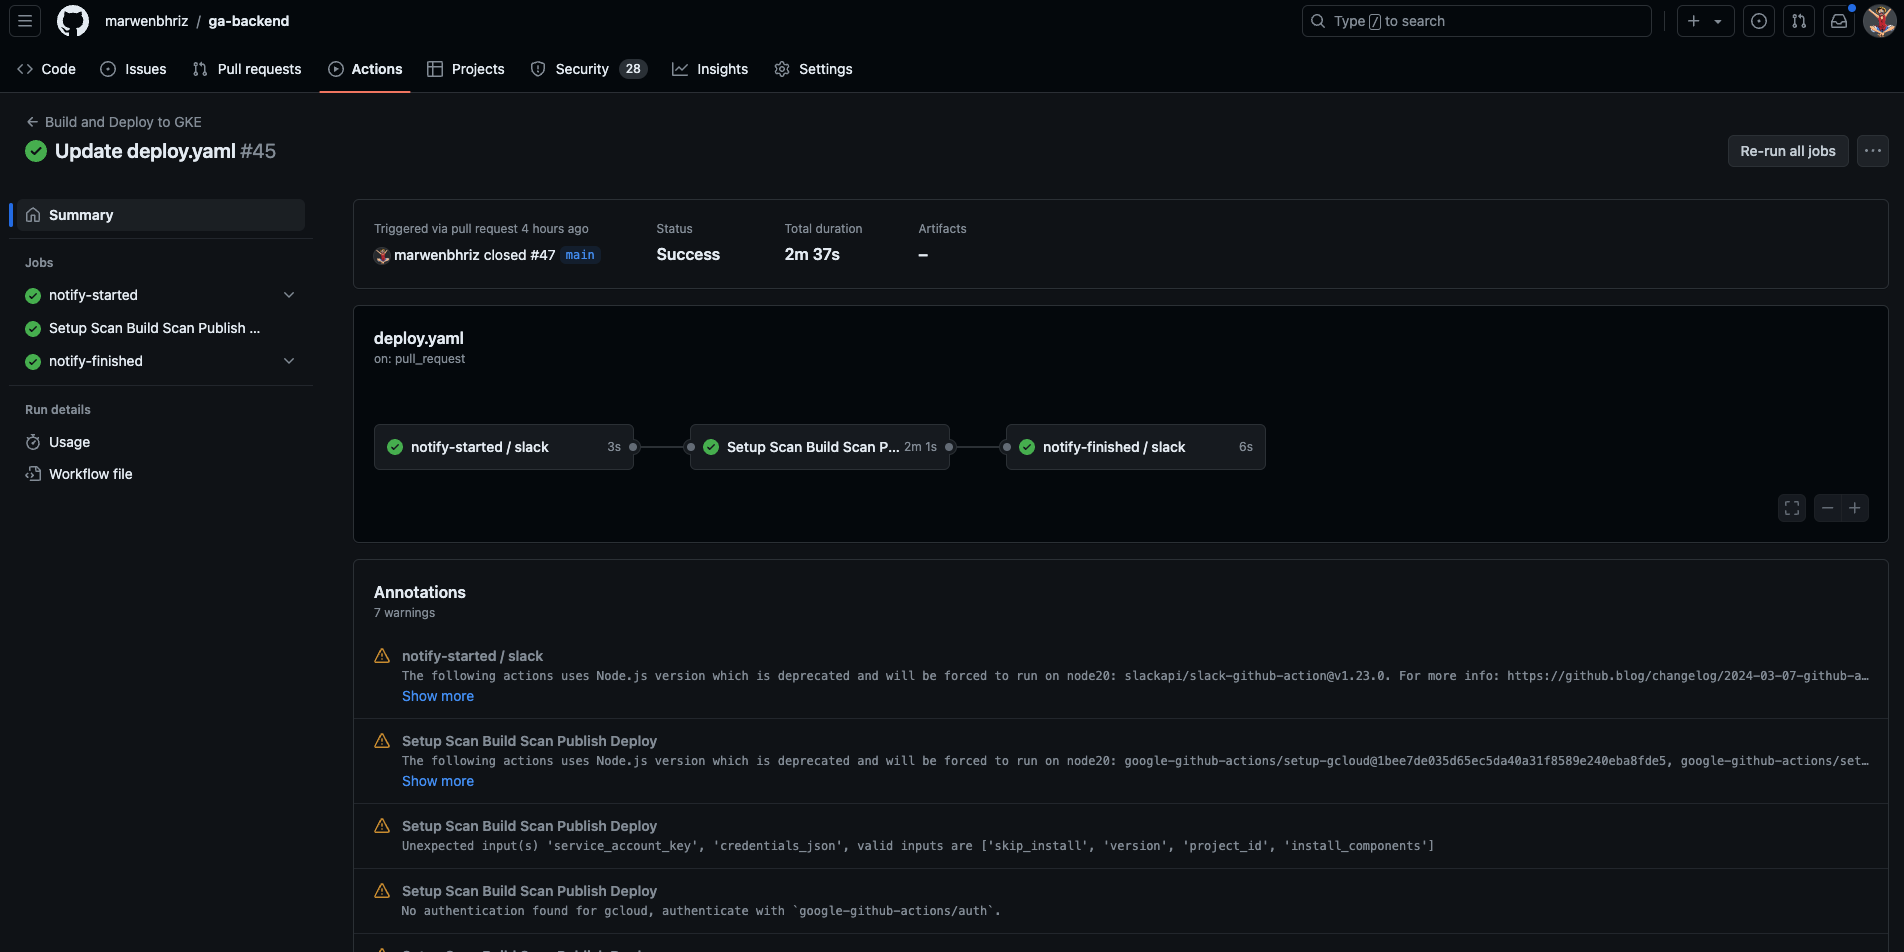 marwenbhriz / ga-backend
Type / to search
Code
Issues
Pull requests
Actions
Projects
Security 28
Insights
Settings
Build and Deploy to GKE
Update deploy.yaml #45
Re-run all jobs
Summary
Jobs
notify-started
Setup Scan Build Scan Publish ...
notify-finished
Run details
Usage
Workflow file
Triggered via pull request 4 hours ago
marwenbhriz closed #47 main
Status
Success
Total duration
2m 37s
Artifacts
–
deploy.yaml
on: pull_request
notify-started / slack 3s
Setup Scan Build Scan P... 2m 1s
notify-finished / slack 6s
Annotations
7 warnings
notify-started / slack
The following actions uses Node.js version which is deprecated and will be forced to run on node20: slackapi/slack-github-action@v1.23.0. For more info: https://github.blog/changelog/2024-03-07-github-a…
Show more
Setup Scan Build Scan Publish Deploy
The following actions uses Node.js version which is deprecated and will be forced to run on node20: google-github-actions/setup-gcloud@1bee7de035d65ec5da40a31f8589e240eba8fde5, google-github-actions/set…
Show more
Setup Scan Build Scan Publish Deploy
Unexpected input(s) 'service_account_key', 'credentials_json', valid inputs are ['skip_install', 'version', 'project_id', 'install_components']
Setup Scan Build Scan Publish Deploy
No authentication found for gcloud, authenticate with `google-github-actions/auth`.